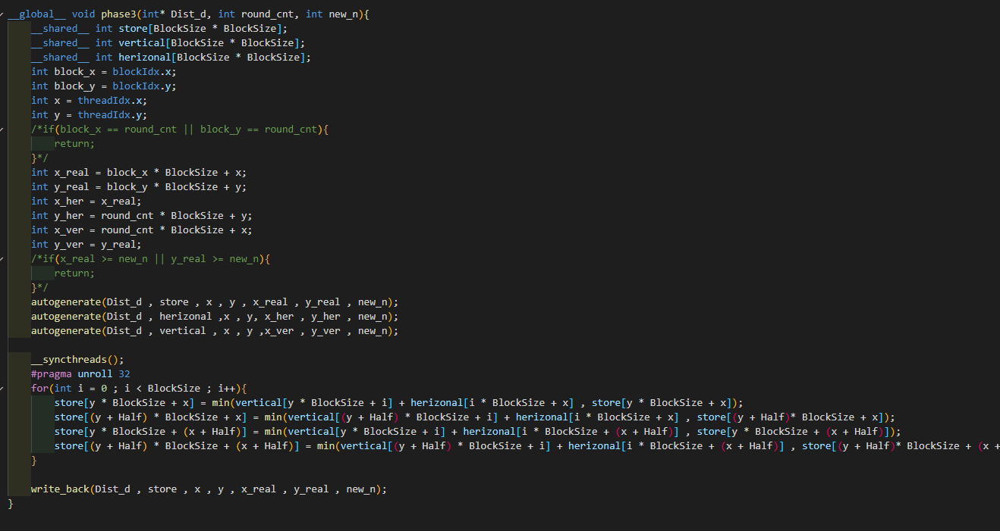 __global__ void phase3(int* Dist_d, int round_cnt, int new_n){
    __shared__ int store[BlockSize * BlockSize];
    __shared__ int vertical[BlockSize * BlockSize];
    __shared__ int herizonal[BlockSize * BlockSize];
    int block_x = blockIdx.x;
    int block_y = blockIdx.y;
    int x = threadIdx.x;
    int y = threadIdx.y;
    /*if(block_x == round_cnt || block_y == round_cnt){
        return;
    }*/
    int x_real = block_x * BlockSize + x;
    int y_real = block_y * BlockSize + y;
    int x_her = x_real;
    int y_her = round_cnt * BlockSize + y;
    int x_ver = round_cnt * BlockSize + x;
    int y_ver = y_real;
    /*if(x_real >= new_n || y_real >= new_n){
        return;
    }*/
    autogenerate(Dist_d , store , x , y , x_real , y_real , new_n);
    autogenerate(Dist_d , herizonal ,x , y, x_her , y_her , new_n);
    autogenerate(Dist_d , vertical , x , y ,x_ver , y_ver , new_n);
    __syncthreads();
    #pragma unroll 32
    for(int i = 0 ; i < BlockSize ; i++){
        store[y * BlockSize + x] = min(vertical[y * BlockSize + i] + herizonal[i * BlockSize + x] , store[y * BlockSize + x]);
        store[(y + Half) * BlockSize + x] = min(vertical[(y + Half) * BlockSize + i] + herizonal[i * BlockSize + x] , store[(y + Half)* BlockSize + x]);
        store[y * BlockSize + (x + Half)] = min(vertical[y * BlockSize + i] + herizonal[i * BlockSize + (x + Half)] , store[y * BlockSize + (x + Half)]);
        store[(y + Half) * BlockSize + (x + Half)] = min(vertical[(y + Half) * BlockSize + i] + herizonal[i * BlockSize + (x + Half)] , store[(y + Half)* BlockSize + (x +
    }
    write_back(Dist_d , store , x , y , x_real , y_real , new_n);
}